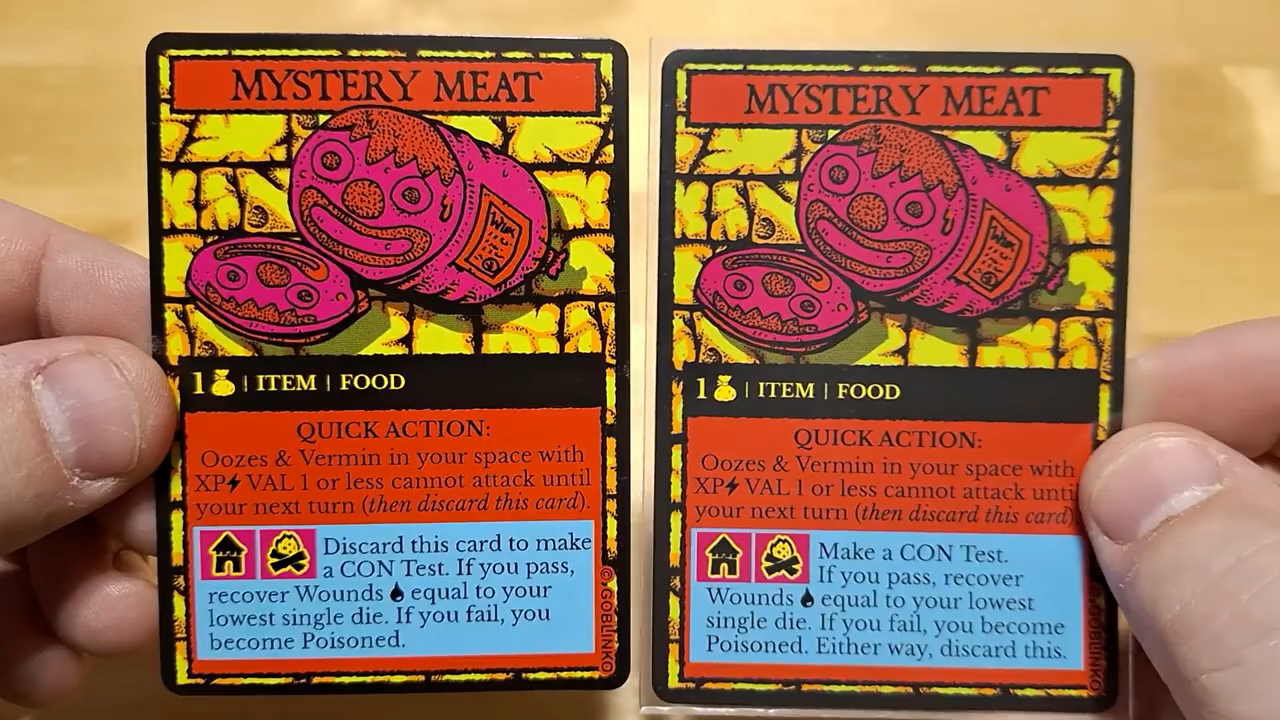 MYSTERY MEAT
1 | ITEM | FOOD
QUICK ACTION:
Oozes & Vermin in your space with
XP VAL 1 or less cannot attack until
your next turn (then discard this card).
Discard this card to make
a CON Test. If you pass,
recover Wounds equal to your
lowest single die. If you fail, you
become Poisoned.
© GOBLINKO
MYSTERY MEAT
1 | ITEM | FOOD
QUICK ACTION:
Oozes & Vermin in your space with
XP VAL 1 or less cannot attack until
your next turn (then discard this card)
Make a CON Test.
If you pass, recover
Wounds equal to your lowest
single die. If you fail, you become
Poisoned. Either way, discard this.
GOBLINKO